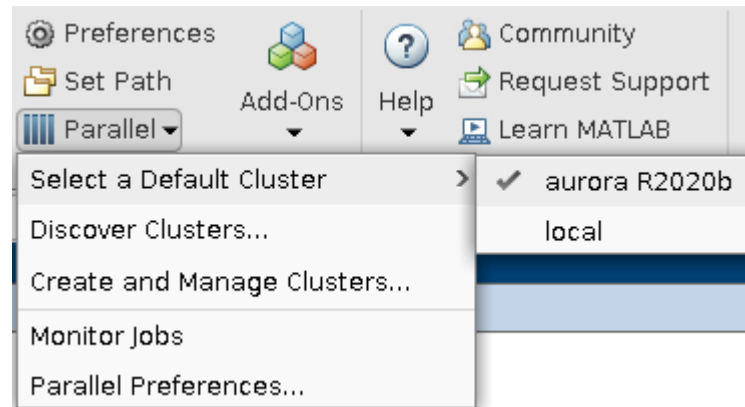 Preferences
Set Path
Parallel
Add-Ons
Help
Community
Request Support
Learn MATLAB
Select a Default Cluster
Discover Clusters...
Create and Manage Clusters...
Monitor Jobs
Parallel Preferences...
aurora R2020b
local